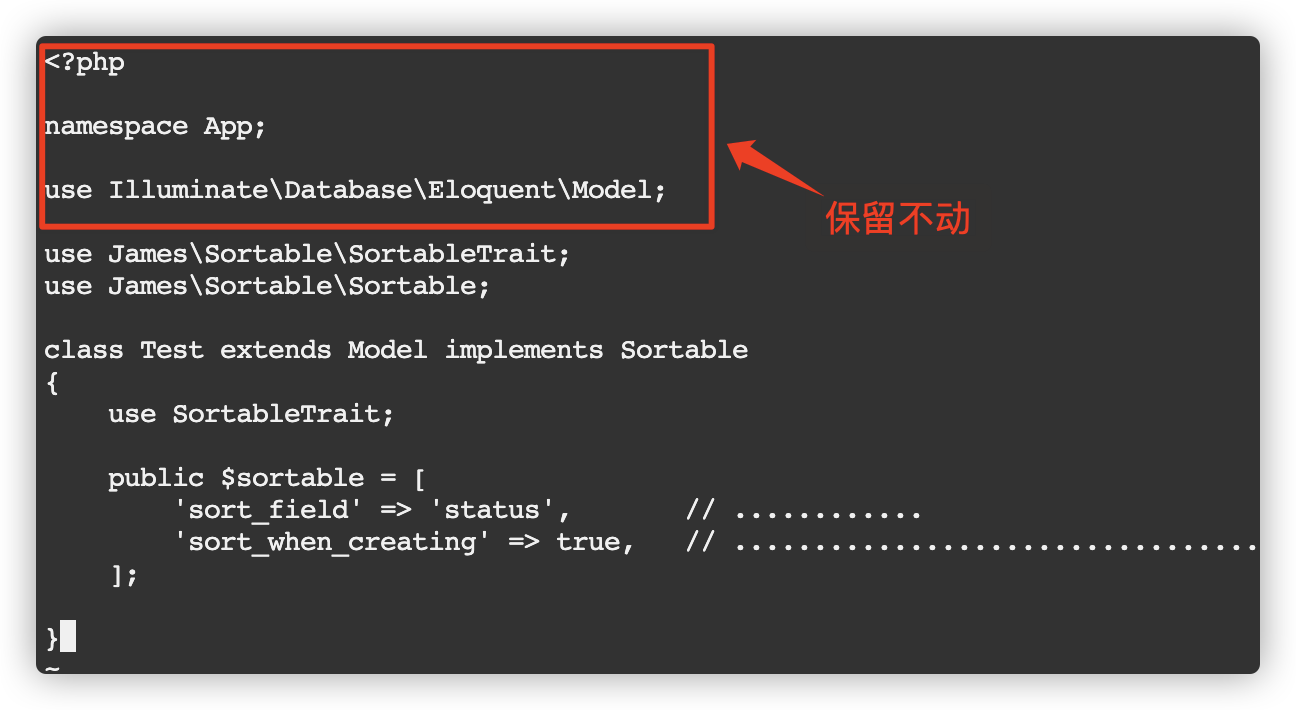 <?php
namespace App;
use Illuminate\Database\Eloquent\Model;
保留不动
use James\Sortable\SortableTrait;
use James\Sortable\Sortable;
class Test extends Model implements Sortable
{
    use SortableTrait;
    public $sortable = [
        'sort_field' => 'status',       // ............
        'sort_when_creating' => true,   // .................................
    ];
}
~